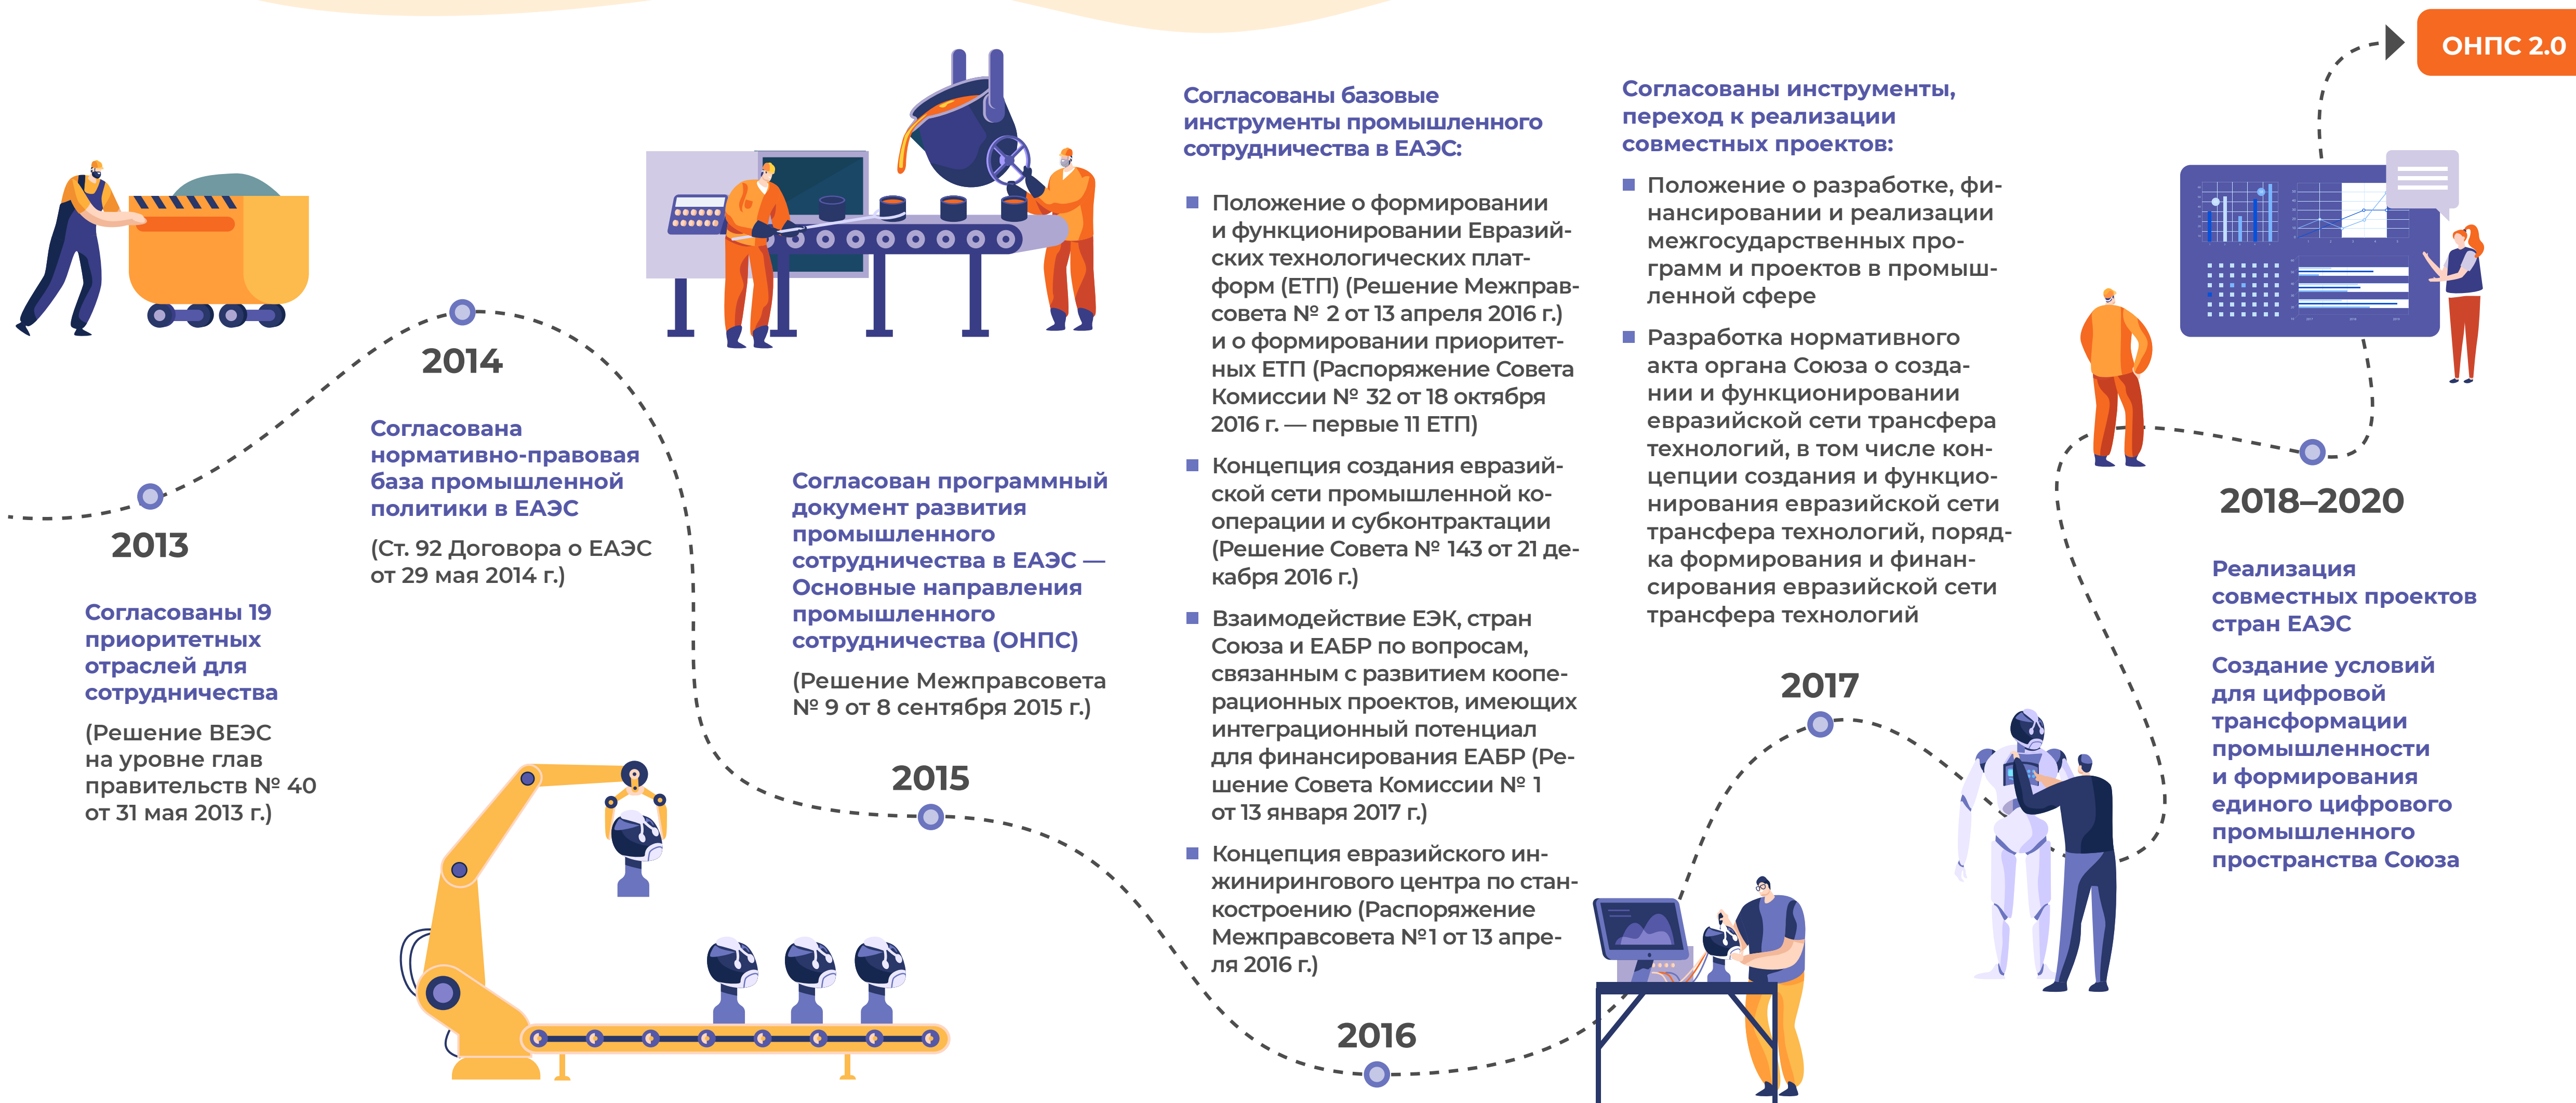 ОНПС 2.0
2013
Согласованы 19
приоритетных
отраслей для
сотрудничества
(Решение ВЕЭС
на уровне глав
правительств № 40
от 31 мая 2013 г.)
2014
Согласована
нормативно-правовая
база промышленной
политики в ЕАЭС
(Ст. 92 Договора о ЕАЭС
от 29 мая 2014 г.)
Согласован программный
документ развития
промышленного
сотрудничества в ЕАЭС —
Основные направления
промышленного
сотрудничества (ОНПС)
(Решение Межправсовета
№ 9 от 8 сентября 2015 г.)
2015
Согласованы базовые
инструменты промышленного
сотрудничества в ЕАЭС:
Положение о формировании
и функционировании Евразий-
ских технологических плат-
форм (ЕТП) (Решение Межправ-
совета № 2 от 13 апреля 2016 г.)
и о формировании приоритет-
ных ЕТП (Распоряжение Совета
Комиссии № 32 от 18 октября
2016 г. — первые 11 ЕТП)
Концепция создания евразий-
ской сети промышленной ко-
операции и субконтрактации
(Решение Совета № 143 от 21 де-
кабря 2016 г.)
Взаимодействие ЕЭК, стран
Союза и ЕАБР по вопросам,
связанным с развитием коопе-
рационных проектов, имеющих
интеграционный потенциал
для финансирования ЕАБР (Ре-
шение Совета Комиссии № 1
от 13 января 2017 г.)
Концепция евразийского ин-
жинирингового центра по стан-
костроению (Распоряжение
Межправсовета №1 от 13 апре-
ля 2016 г.)
2016
Согласованы инструменты,
переход к реализации
совместных проектов:
Положение о разработке, фи-
нансировании и реализации
межгосударственных про-
грамм и проектов в промыш-
ленной сфере
Разработка нормативного
акта органа Союза о созда-
нии и функционировании
евразийской сети трансфера
технологий, в том числе кон-
цепции создания и функцио-
нирования евразийской сети
трансфера технологий, поряд-
ка формирования и финан-
сирования евразийской сети
трансфера технологий
2017
2018–2020
Реализация
совместных проектов
стран ЕАЭС
Создание условий
для цифровой
трансформации
промышленности
и формирования
единого цифрового
промышленного
пространства Союза